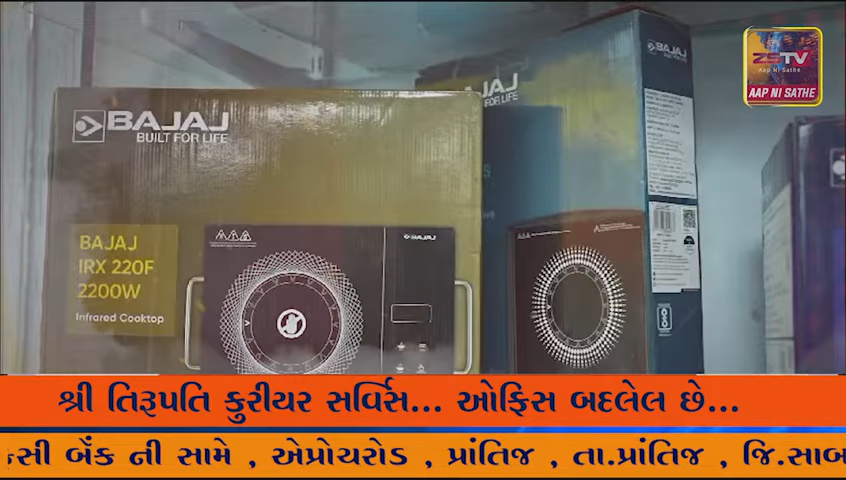 BAJAJ
BUILT FOR LIFE
BAJAJ
IRX 220F
2200W
Infrared Cooktop
BAJAJ
FOR LIFE
BAJAJ
ZSTV
Aap Ni Sathe
AAP NI SATHE
શ્રી તિરૂપતિ કુરીયર સર્વિસ... ઓફિસ બદલેલ છે...
સી બેંક ની સામે , એપ્રોચરોડ , પ્રાંતિજ , તા.પ્રાંતિજ , જિ.સાબ